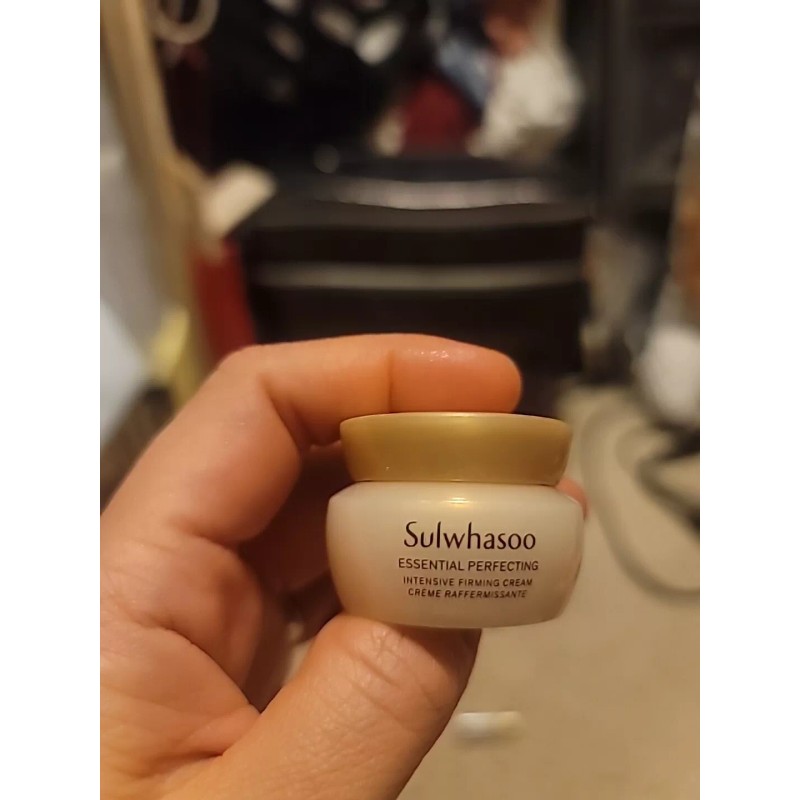 Sulwhasoo
ESSENTIAL PERFECTING
INTENSIVE FIRMING CREAM
CRÈME RAFFERMISSANTE